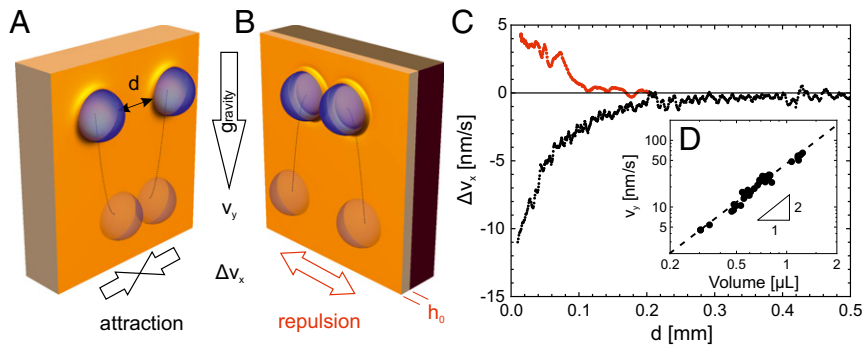 A
d
attraction
gravity
v_y
Δv_x
B
repulsion
h_0
C
Δv_x [nm/s]
5
0
-5
-10
-15
0.0 0.1 0.2 0.3 0.4 0.5
d [mm]
D
v_y [nm/s]
100
50
10
5
2
1
0.2 0.5 1 2
Volume [μL]